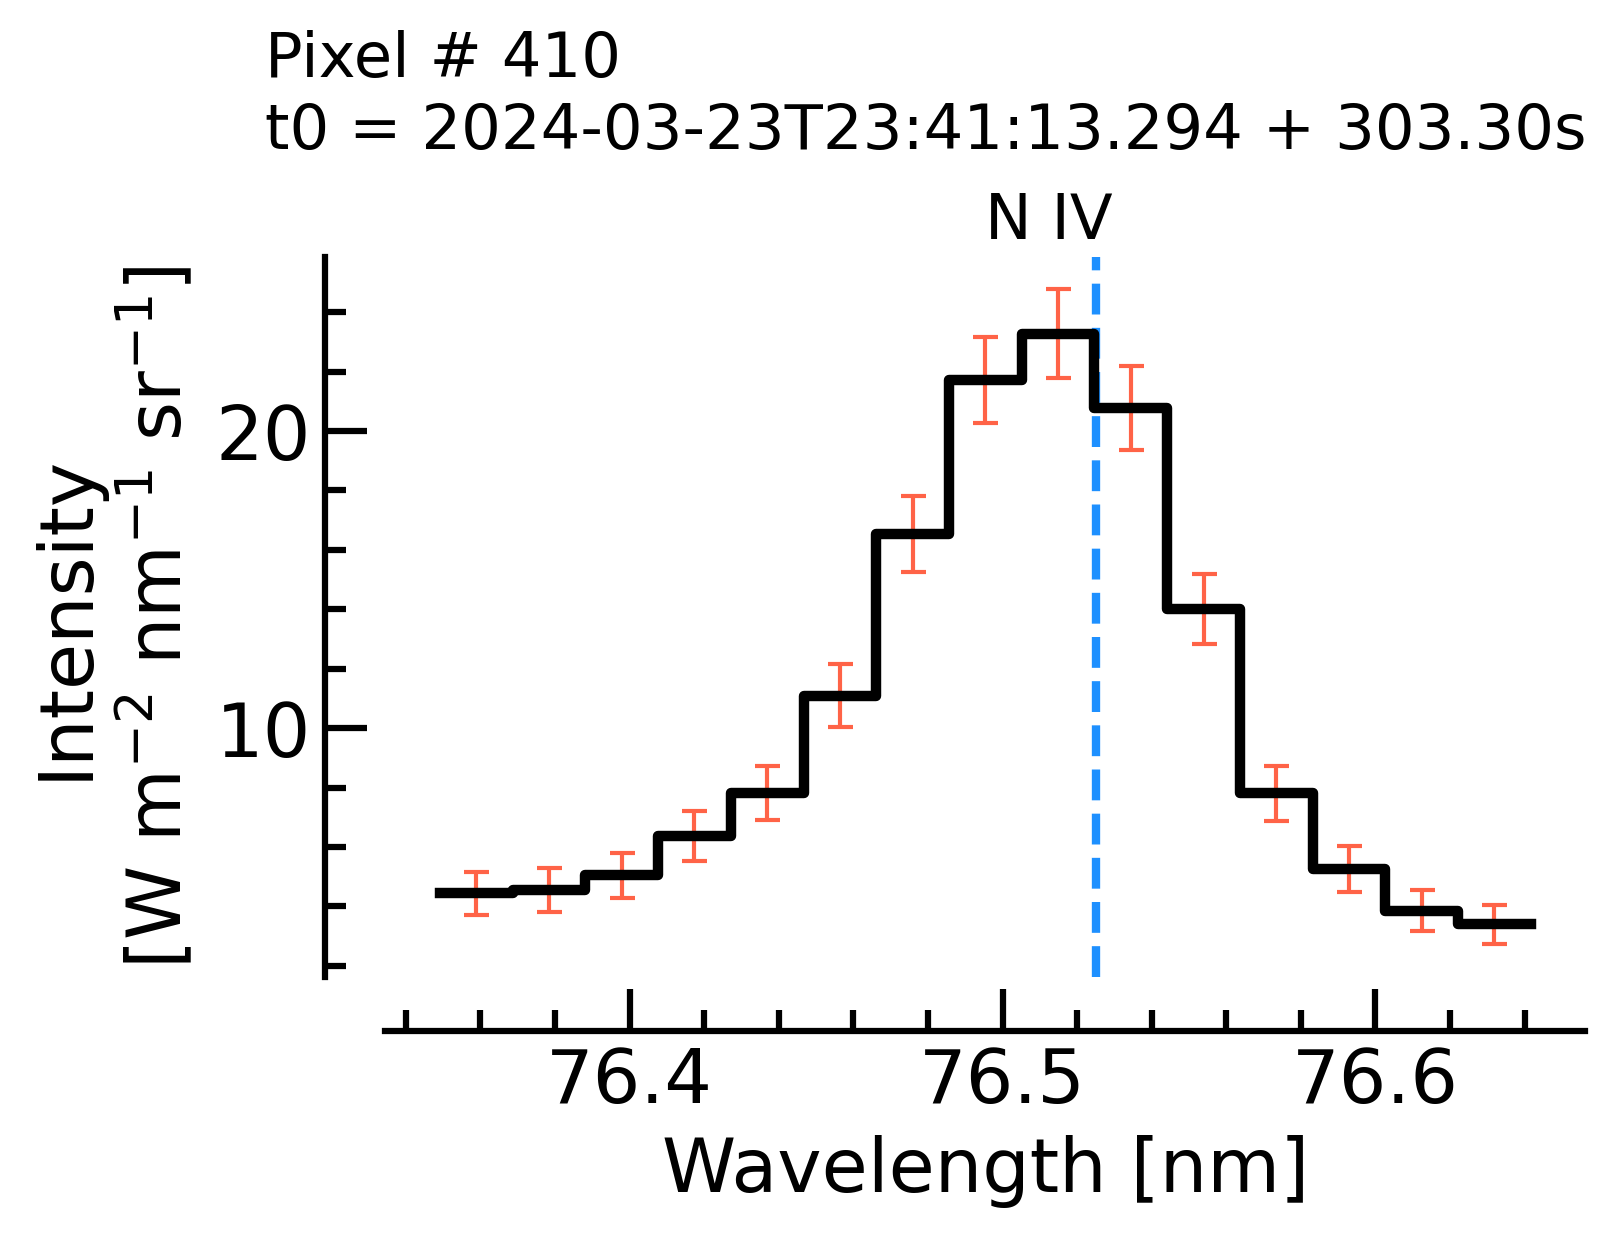 Pixel # 410
t0 = 2024-03-23T23:41:13.294 + 303.30s
N IV
Intensity
[W m⁻² nm⁻¹ sr⁻¹]
20
10
76.4 76.5 76.6
Wavelength [nm]